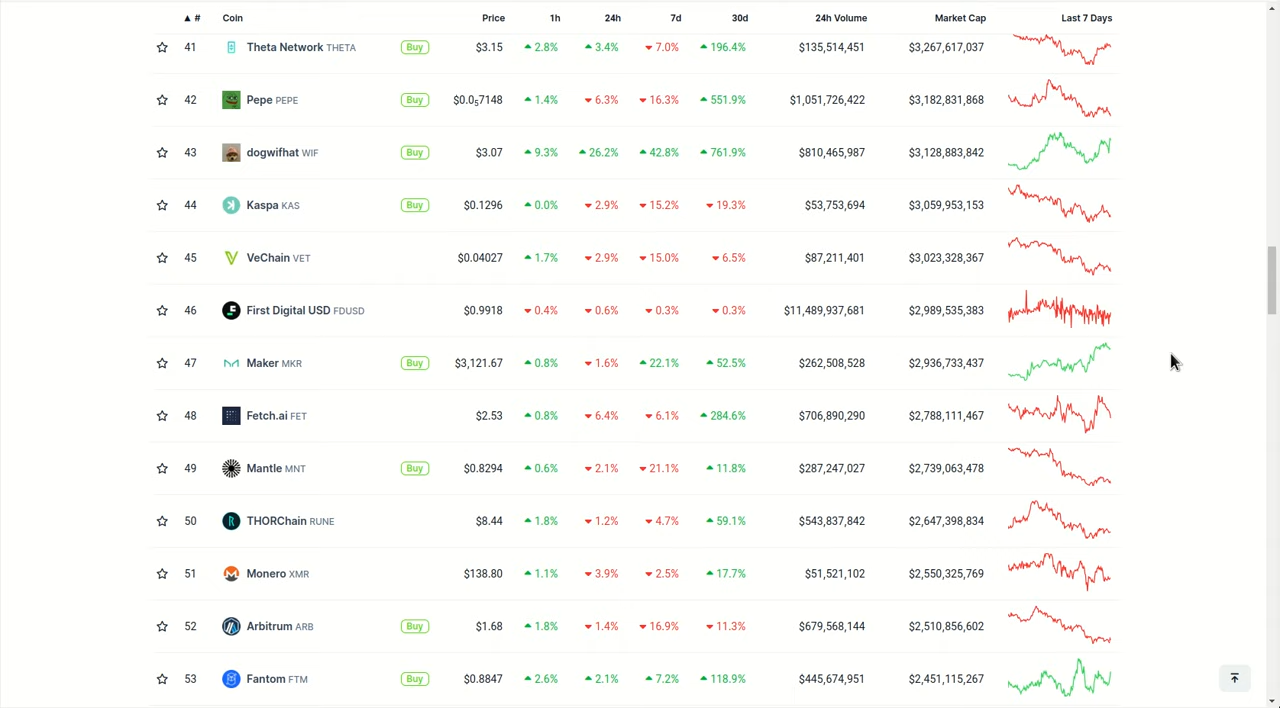 ▲ # Coin Price 1h 24h 7d 30d 24h Volume Market Cap Last 7 Days
41 Theta Network THETA Buy $3.15 ▲ 2.8% ▲ 3.4% ▼ 7.0% ▲ 196.4% $135,514,451 $3,267,617,037
42 Pepe PEPE Buy $0.0₅7148 ▲ 1.4% ▼ 6.3% ▼ 16.3% ▲ 551.9% $1,051,726,422 $3,182,831,868
43 dogwifhat WIF Buy $3.07 ▲ 9.3% ▲ 26.2% ▲ 42.8% ▲ 761.9% $810,465,987 $3,128,883,842
44 Kaspa KAS Buy $0.1296 ▲ 0.0% ▼ 2.9% ▼ 15.2% ▼ 19.3% $53,753,694 $3,059,953,153
45 VeChain VET $0.04027 ▲ 1.7% ▼ 2.9% ▼ 15.0% ▼ 6.5% $87,211,401 $3,023,328,367
46 First Digital USD FDUSD $0.9918 ▼ 0.4% ▼ 0.6% ▼ 0.3% ▼ 0.3% $11,489,937,681 $2,989,535,383
47 Maker MKR Buy $3,121.67 ▲ 0.8% ▼ 1.6% ▲ 22.1% ▲ 52.5% $262,508,528 $2,936,733,437
48 Fetch.ai FET $2.53 ▲ 0.8% ▼ 6.4% ▼ 6.1% ▲ 284.6% $706,890,290 $2,788,111,467
49 Mantle MNT Buy $0.8294 ▲ 0.6% ▼ 2.1% ▼ 21.1% ▲ 11.8% $287,247,027 $2,739,063,478
50 THORChain RUNE $8.44 ▲ 1.8% ▼ 1.2% ▼ 4.7% ▲ 59.1% $543,837,842 $2,647,398,834
51 Monero XMR $138.80 ▲ 1.1% ▼ 3.9% ▼ 2.5% ▲ 17.7% $51,521,102 $2,550,325,769
52 Arbitrum ARB Buy $1.68 ▲ 1.8% ▼ 1.4% ▼ 16.9% ▼ 11.3% $679,568,144 $2,510,856,602
53 Fantom FTM Buy $0.8847 ▲ 2.6% ▲ 2.1% ▲ 7.2% ▲ 118.9% $445,674,951 $2,451,115,267